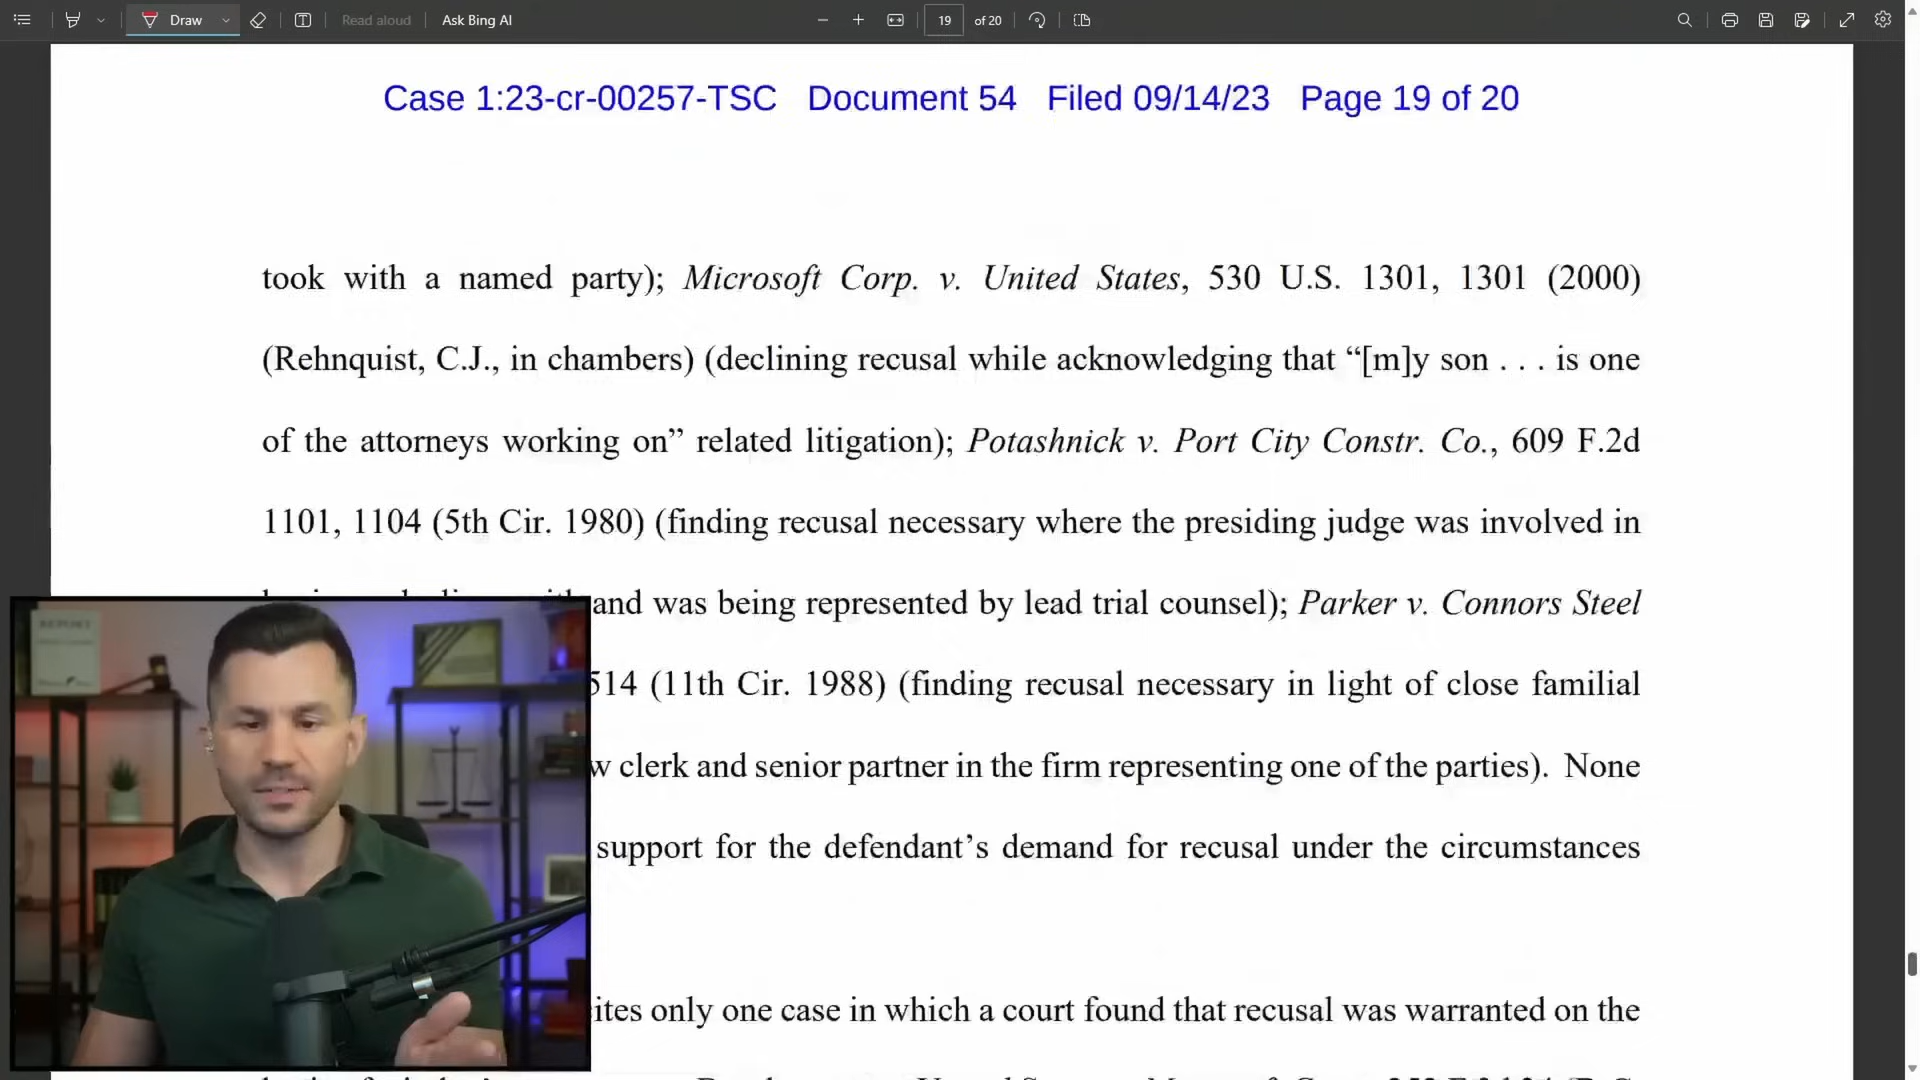 Draw
Read aloud
Ask Bing AI
19 of 20
Case 1:23-cr-00257-TSC Document 54 Filed 09/14/23 Page 19 of 20
took with a named party); Microsoft Corp. v. United States, 530 U.S. 1301, 1301 (2000)
(Rehnquist, C.J., in chambers) (declining recusal while acknowledging that “[m]y son . . . is one
of the attorneys working on” related litigation); Potashnick v. Port City Constr. Co., 609 F.2d
1101, 1104 (5th Cir. 1980) (finding recusal necessary where the presiding judge was involved in
and was being represented by lead trial counsel); Parker v. Connors Steel
514 (11th Cir. 1988) (finding recusal necessary in light of close familial
clerk and senior partner in the firm representing one of the parties). None
support for the defendant’s demand for recusal under the circumstances
only one case in which a court found that recusal was warranted on the
REPORT